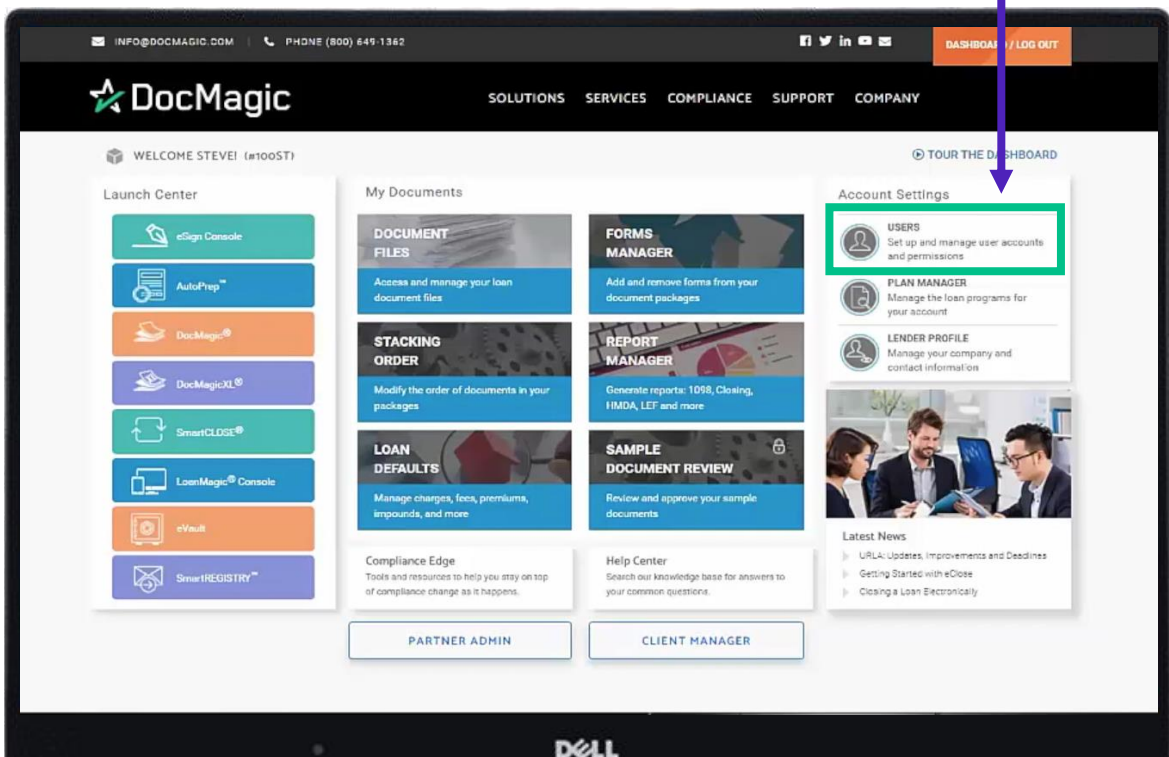 INFO@DOCMAGIC.COM | PHONE (800) 649-1362
DASHBOARD / LOG OUT
DocMagic
SOLUTIONS SERVICES COMPLIANCE SUPPORT COMPANY
WELCOME STEVE! (#100ST)
TOUR THE DASHBOARD
Launch Center
eSign Console
AutoPrep™
DocMagic®
DocMagicXL®
SmartCLOSE®
LoanMagic® Console
eVault
SmartREGISTRY™
My Documents
DOCUMENT
FILES
Access and manage your loan
document files
FORMS
MANAGER
Add and remove forms from your
document packages
STACKING
ORDER
Modify the order of documents in your
packages
REPORT
MANAGER
Generate reports: 1098, Closing,
HMDA, LEF and more
LOAN
DEFAULTS
Manage charges, fees, premiums,
impounds, and more
SAMPLE
DOCUMENT REVIEW
Review and approve your sample
documents
Compliance Edge
Tools and resources to help you stay on top
of compliance change as it happens.
Help Center
Search our knowledge base for answers to
your common questions.
PARTNER ADMIN
CLIENT MANAGER
Account Settings
USERS
Set up and manage user accounts
and permissions
PLAN MANAGER
Manage the loan programs for
your account
LENDER PROFILE
Manage your company and
contact information
Latest News
URLA: Updates, Improvements and Deadlines
Getting Started with eClose
Closing a Loan Electronically
DELL